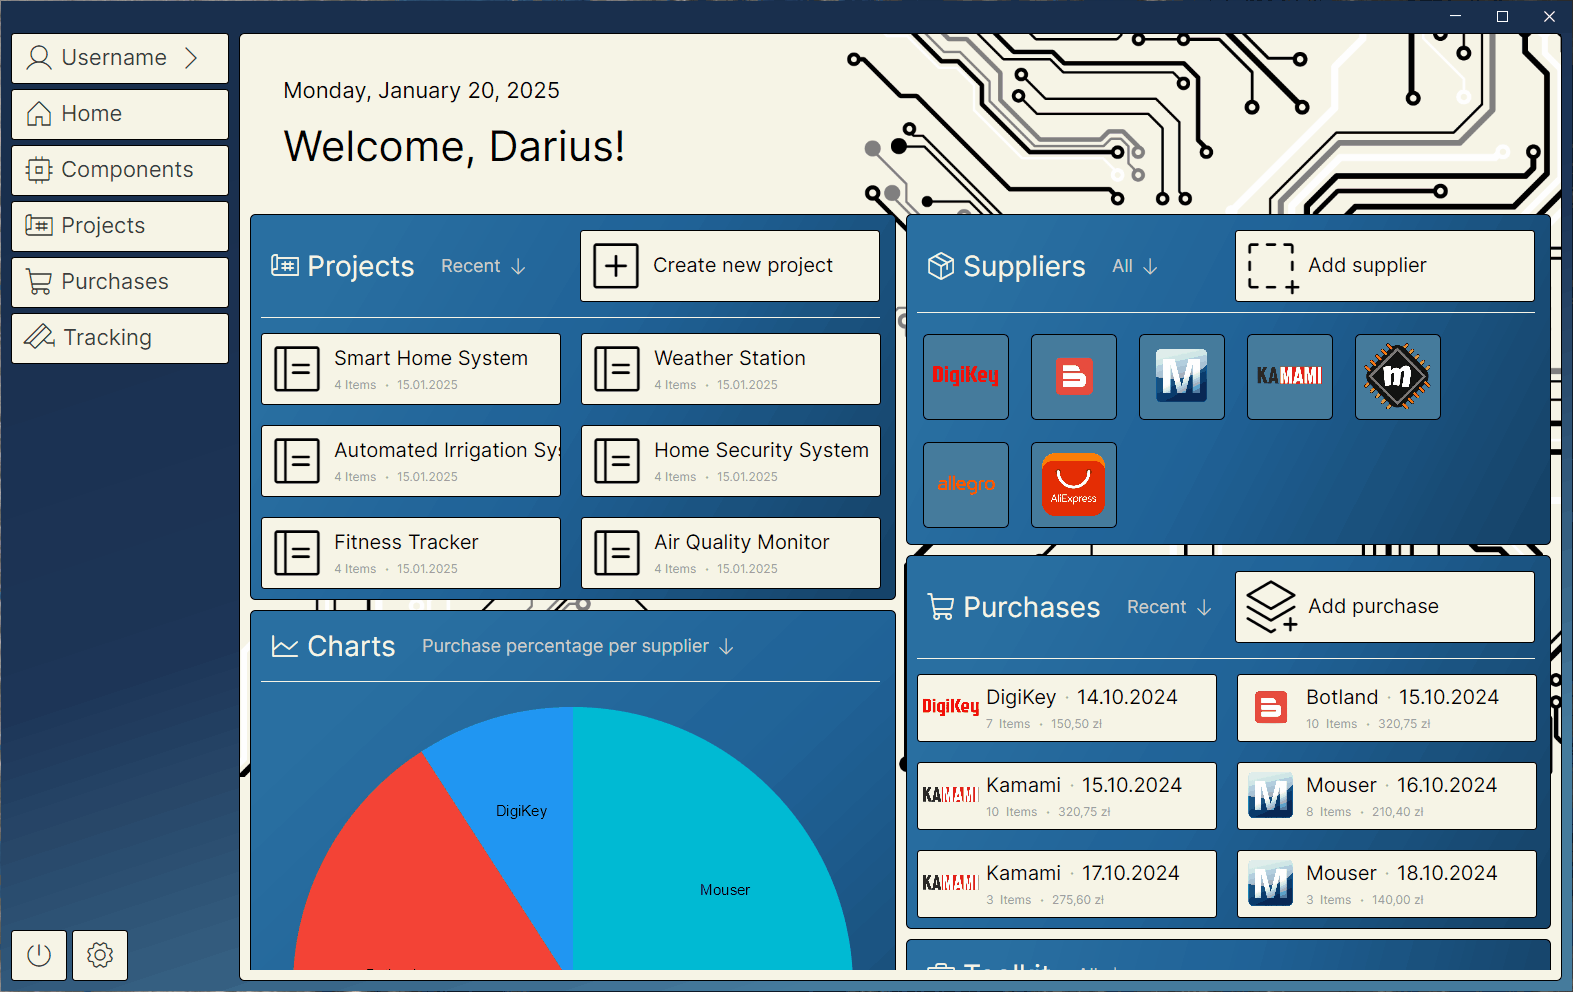 Username
Home
Components
Projects
Purchases
Tracking
Monday, January 20, 2025
Welcome, Darius!
Projects Recent
Create new project
Smart Home System
4 Items · 15.01.2025
Weather Station
4 Items · 15.01.2025
Automated Irrigation Sys
4 Items · 15.01.2025
Home Security System
4 Items · 15.01.2025
Fitness Tracker
4 Items · 15.01.2025
Air Quality Monitor
4 Items · 15.01.2025
Charts Purchase percentage per supplier
DigiKey
Mouser
Suppliers All
Add supplier
DigiKey
B
M
KAMAMI
m
allegro
AliExpress
Purchases Recent
Add purchase
DigiKey
DigiKey · 14.10.2024
7 Items · 150,50 zł
B
Botland · 15.10.2024
10 Items · 320,75 zł
KAMAMI
Kamami · 15.10.2024
10 Items · 320,75 zł
M
Mouser · 16.10.2024
8 Items · 210,40 zł
KAMAMI
Kamami · 17.10.2024
3 Items · 275,60 zł
M
Mouser · 18.10.2024
3 Items · 140,00 zł
Toolkit All